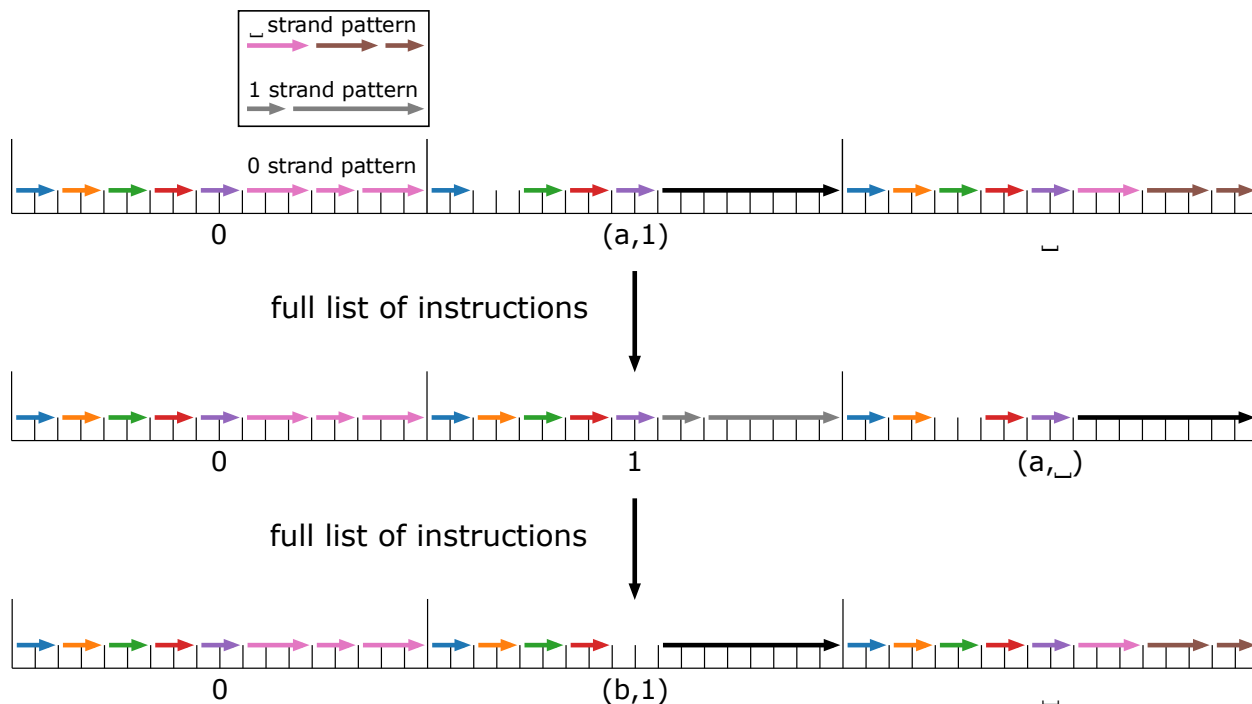 ␣ strand pattern
1 strand pattern
0 strand pattern
0 (a,1) ␣
full list of instructions
0 1 (a,␣)
full list of instructions
0 (b,1) ␣